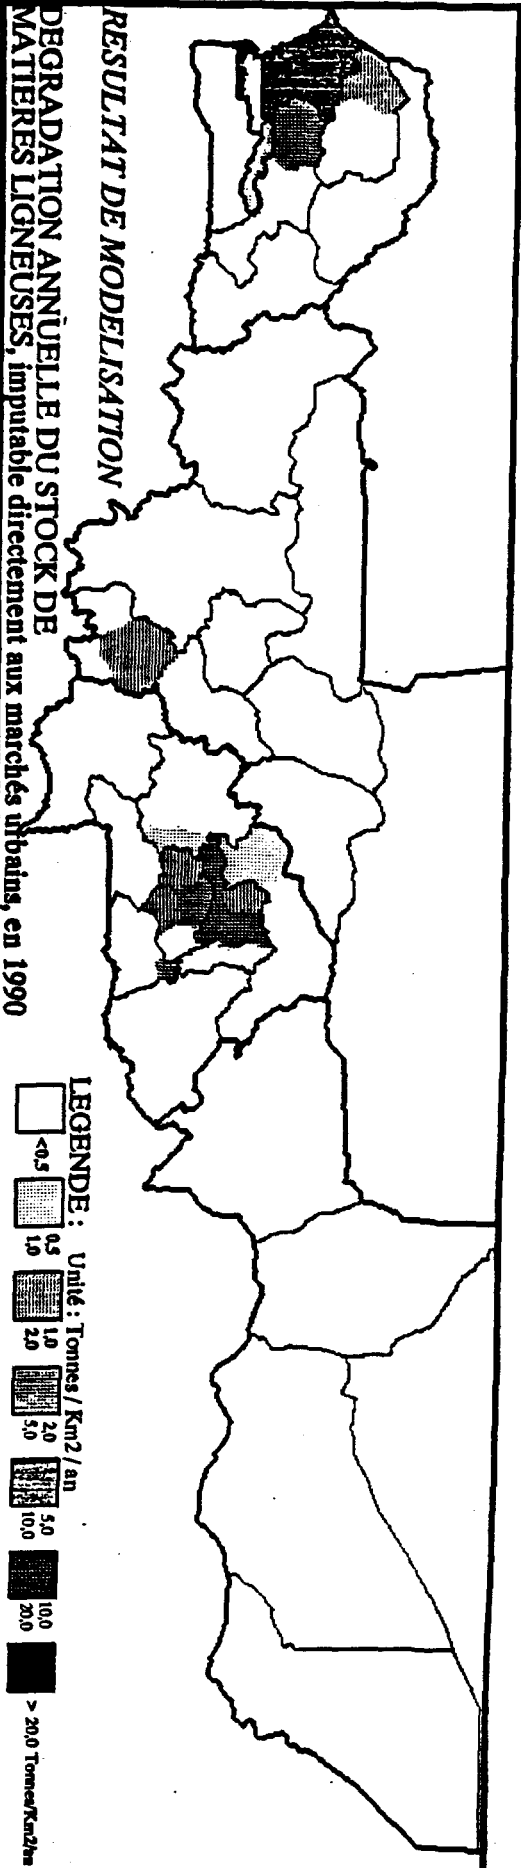 RESULTAT DE MODELISATION
DEGRADATION ANNUELLE DU STOCK DE
MATIERES LIGNEUSES, imputable directement aux marchés urbains, en 1990
LEGENDE : Unité : Tonnes / Km2 / an
<0,5
0,5 1,0
1,0 2,0
2,0 5,0
5,0 10,0
10,0 20,0
> 20,0 Tonnes/Km2/an